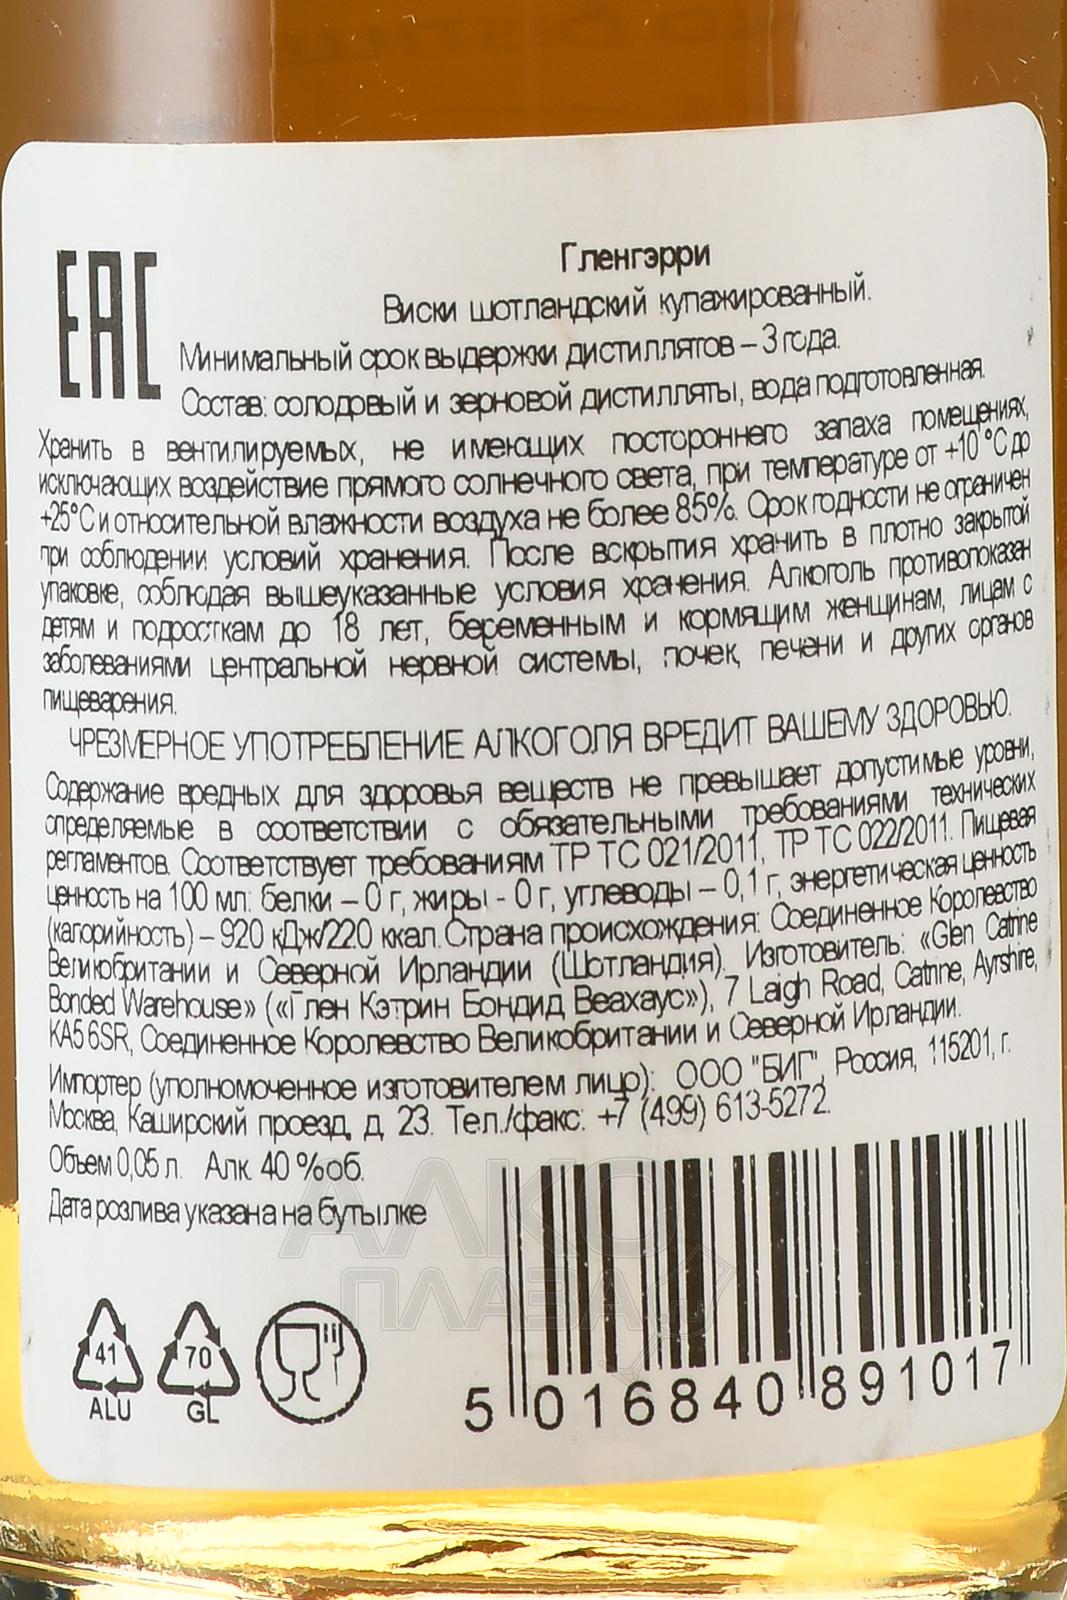 EAC
Гленгэрри
Виски шотландский купажированный.
Минимальный срок выдержки дистиллятов – 3 года.
Состав: солодовый и зерновой дистилляты, вода подготовленная.
Хранить в вентилируемых, не имеющих постороннего запаха помещениях,
исключающих воздействие прямого солнечного света, при температуре от +10 °С до
+25°С и относительной влажности воздуха не более 85%. Срок годности не ограничен
при соблюдении условий хранения. После вскрытия хранить в плотно закрытой
упаковке, соблюдая вышеуказанные условия хранения. Алкоголь противопоказан
детям и подросткам до 18 лет, беременным и кормящим женщинам, лицам с
заболеваниями центральной нервной системы, почек, печени и других органов
пищеварения.
ЧРЕЗМЕРНОЕ УПОТРЕБЛЕНИЕ АЛКОГОЛЯ ВРЕДИТ ВАШЕМУ ЗДОРОВЬЮ.
Содержание вредных для здоровья веществ не превышает допустимые уровни,
определяемые в соответствии с обязательными требованиями технических
регламентов. Соответствует требованиям ТР ТС 021/2011, ТР ТС 022/2011. Пищевая
ценность на 100 мл: белки – 0 г, жиры - 0 г, углеводы – 0,1 г, энергетическая ценность
(калорийность) – 920 кДж/220 ккал. Страна происхождения: Соединенное Королевство
Великобритании и Северной Ирландии (Шотландия). Изготовитель: «Glen Catrine
Bonded Warehouse» («Глен Кэтрин Бондид Веахаус»), 7 Laigh Road, Catrine, Ayrshire,
KA5 6SR, Соединенное Королевство Великобритании и Северной Ирландии.
Импортер (уполномоченное изготовителем лицо): ООО "БИГ", Россия, 115201, г.
Москва, Каширский проезд, д. 23. Тел./факс: +7 (499) 613-5272.
Объем 0,05 л. Алк. 40 %об.
Дата розлива указана на бутылке
АЛКО
ПЛАЗА
41 70
ALU GL
5 016840 891017